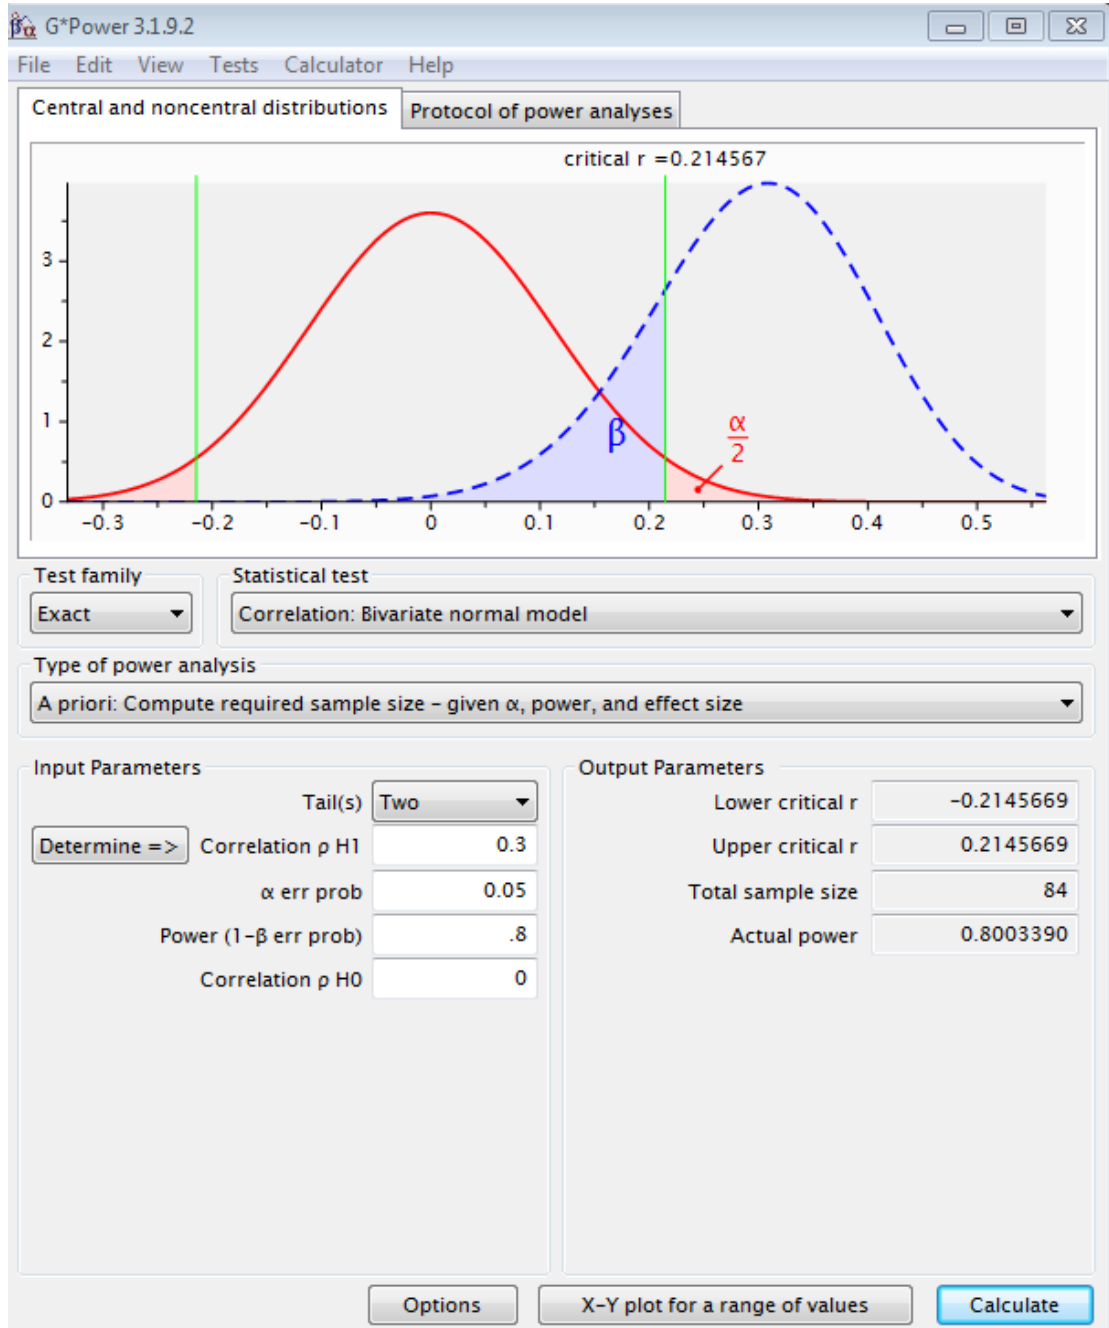 G*Power 3.1.9.2
File Edit View Tests Calculator Help
Central and noncentral distributions Protocol of power analyses
critical r =0.214567
3
2
1
0
β
α
2
-0.3 -0.2 -0.1 0 0.1 0.2 0.3 0.4 0.5
Test family Statistical test
Exact Correlation: Bivariate normal model
Type of power analysis
A priori: Compute required sample size - given α, power, and effect size
Input Parameters Output Parameters
Tail(s) Two Lower critical r -0.2145669
Determine => Correlation ρ H1 0.3 Upper critical r 0.2145669
α err prob 0.05 Total sample size 84
Power (1-β err prob) .8 Actual power 0.8003390
Correlation ρ H0 0
Options X-Y plot for a range of values Calculate